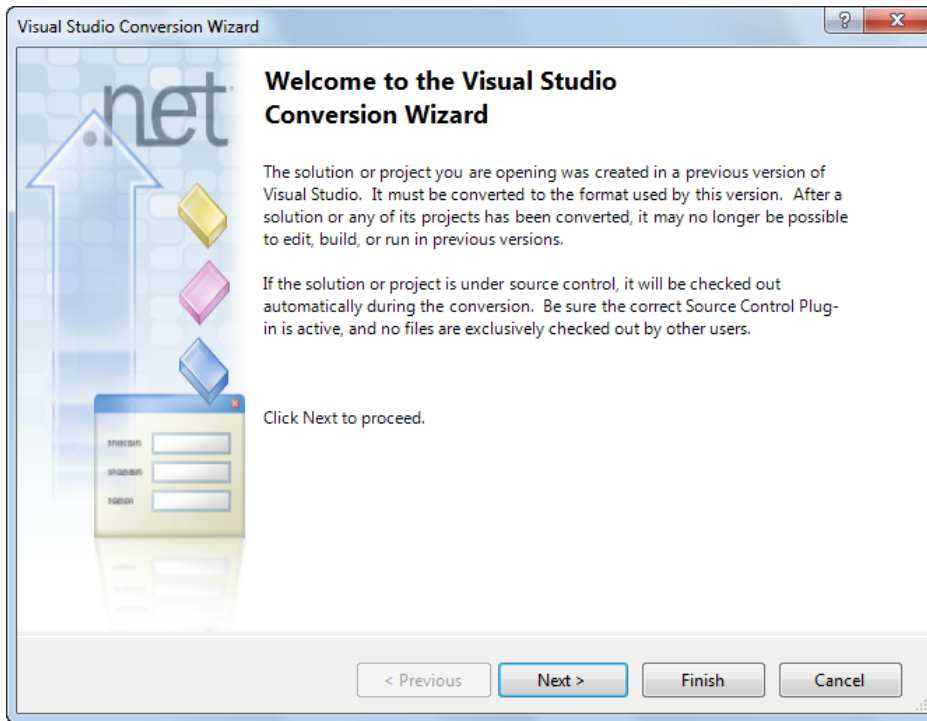 Visual Studio Conversion Wizard
.net
Welcome to the Visual Studio
Conversion Wizard
The solution or project you are opening was created in a previous version of
Visual Studio.  It must be converted to the format used by this version.  After a
solution or any of its projects has been converted, it may no longer be possible
to edit, build, or run in previous versions.
If the solution or project is under source control, it will be checked out
automatically during the conversion.  Be sure the correct Source Control Plug-
in is active, and no files are exclusively checked out by other users.
Click Next to proceed.
< Previous
Next >
Finish
Cancel